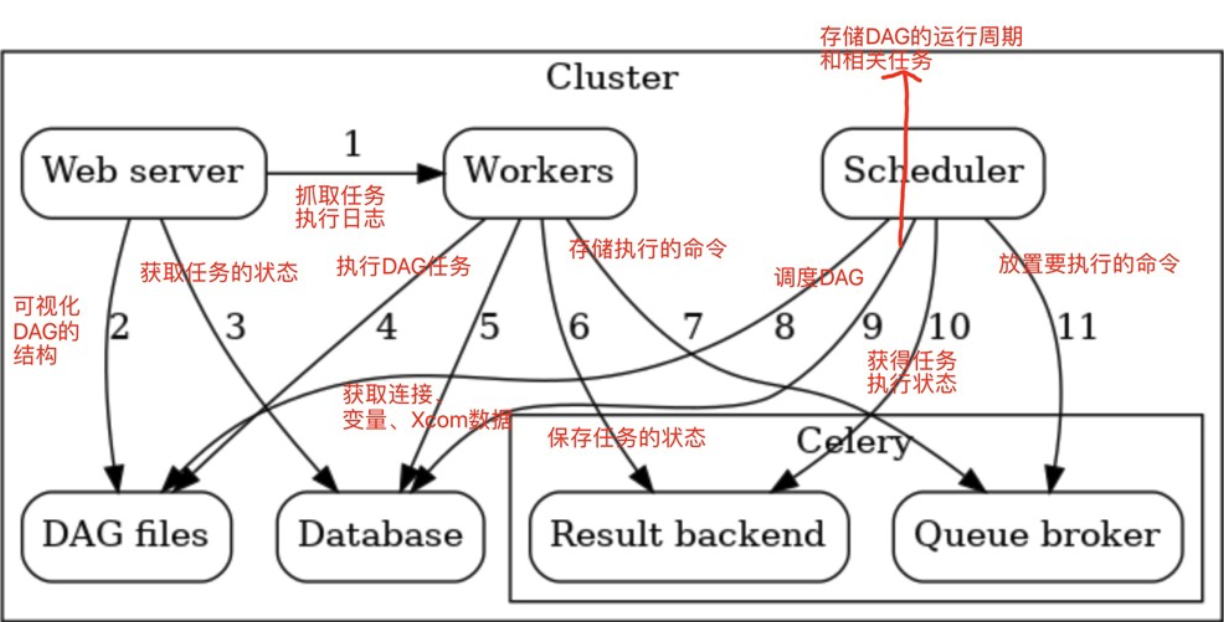 存储DAG的运行周期
和相关任务
Cluster
Web server
1
Workers
Scheduler
抓取任务
执行日志
获取任务的状态
执行DAG任务
存储执行的命令
调度DAG
放置要执行的命令
可视化
DAG的
结构
2
3
4
5
6
7
8
9
10
11
获得任务
执行状态
获取连接、
变量、Xcom数据
保存任务的状态
Celery
DAG files
Database
Result backend
Queue broker